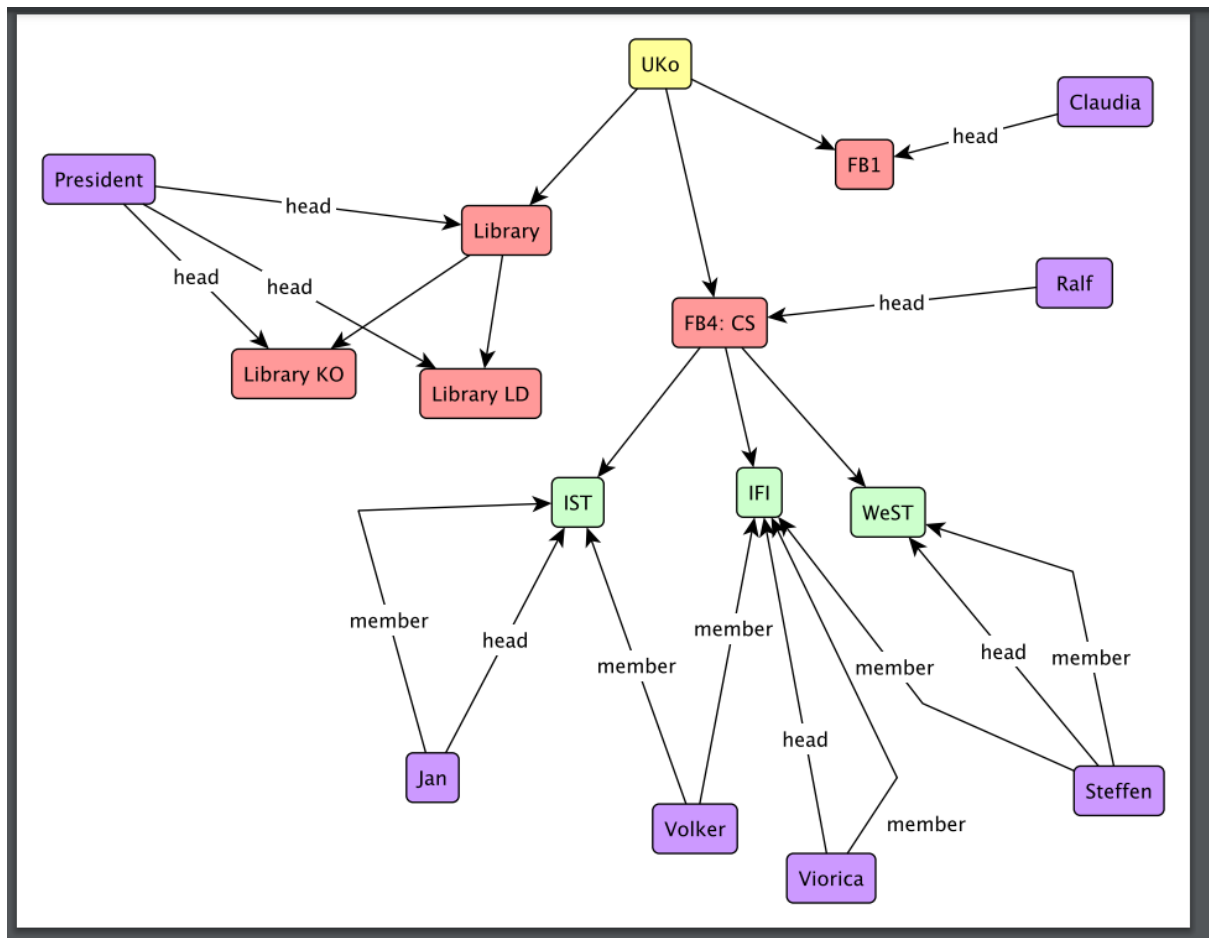 UKo
Claudia
head
FB1
President
head
Library
head
head
Ralf
head
FB4: CS
Library KO
Library LD
IST
IFI
WeST
member
head
member
member
member
head
member
head
member
Jan
Volker
Viorica
Steffen